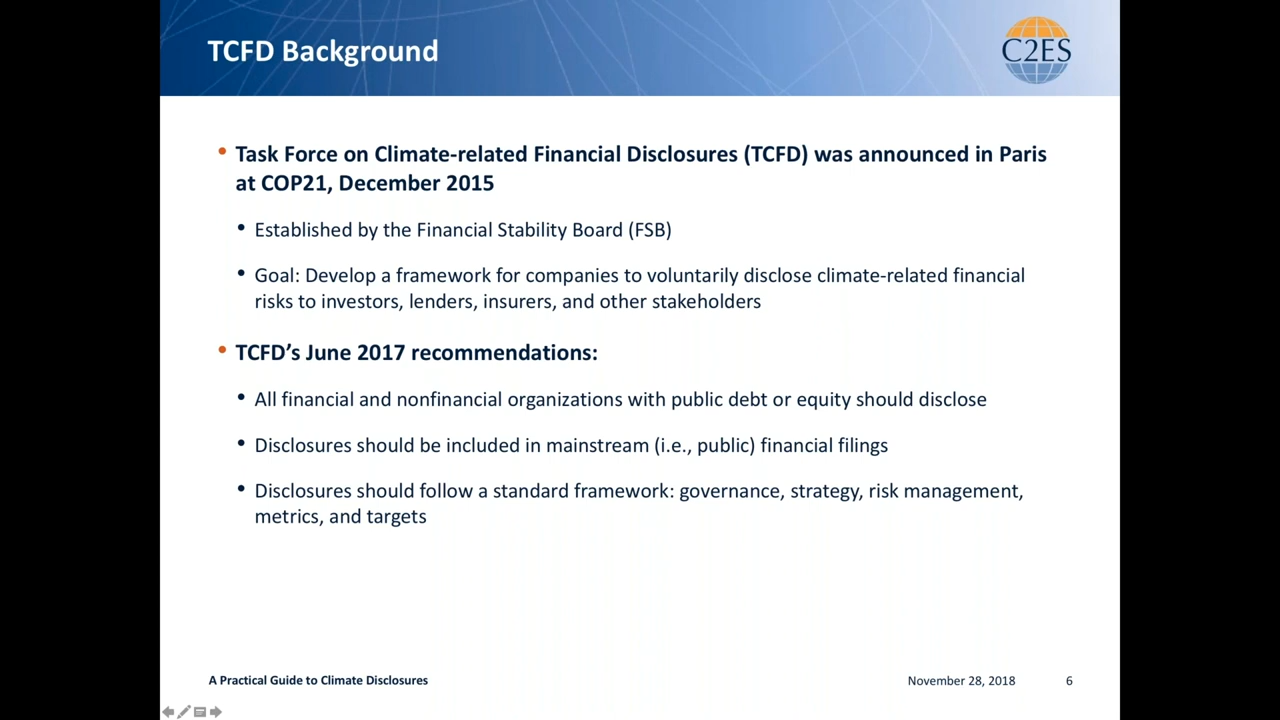 TCFD Background
C2ES
• Task Force on Climate-related Financial Disclosures (TCFD) was announced in Paris
at COP21, December 2015
• Established by the Financial Stability Board (FSB)
• Goal: Develop a framework for companies to voluntarily disclose climate-related financial
risks to investors, lenders, insurers, and other stakeholders
• TCFD’s June 2017 recommendations:
• All financial and nonfinancial organizations with public debt or equity should disclose
• Disclosures should be included in mainstream (i.e., public) financial filings
• Disclosures should follow a standard framework: governance, strategy, risk management,
metrics, and targets
A Practical Guide to Climate Disclosures
November 28, 2018
6